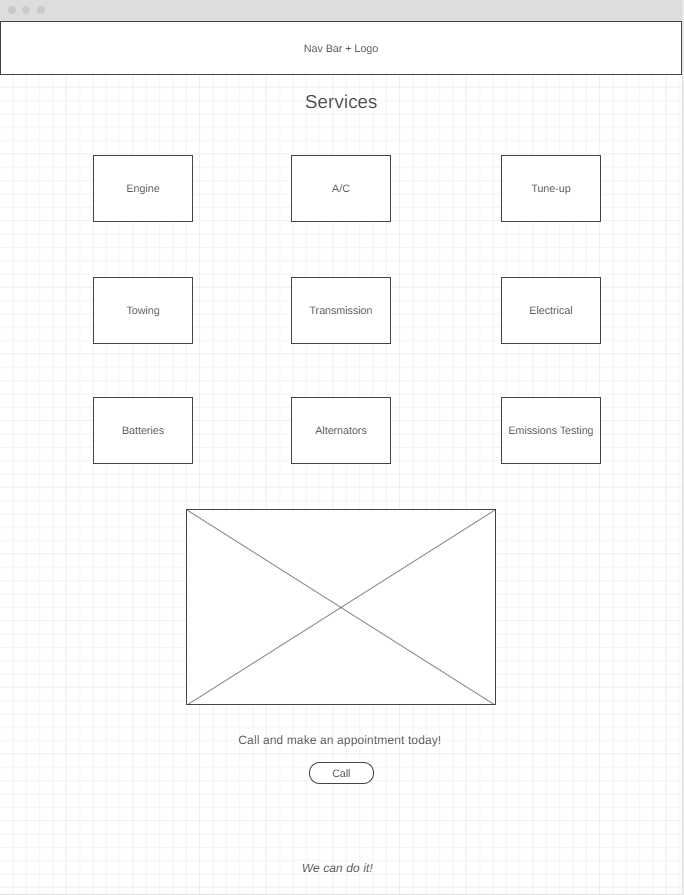 Nav Bar + Logo
Services
Engine
A/C
Tune-up
Towing
Transmission
Electrical
Batteries
Alternators
Emissions Testing
Call and make an appointment today!
Call
We can do it!